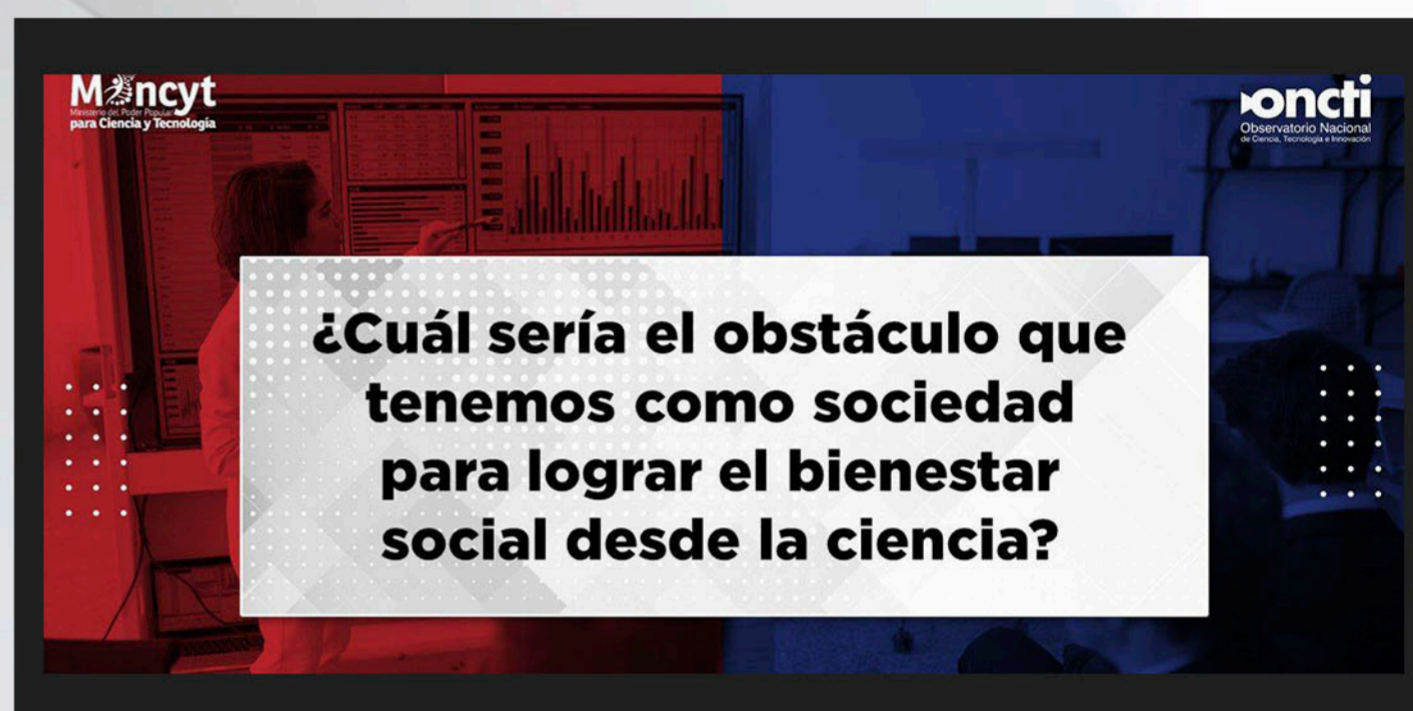 Mincyt
Ministerio del Poder Popular
para Ciencia y Tecnología
oncti
Observatorio Nacional
de Ciencia, Tecnología e Innovación
¿Cuál sería el obstáculo que
tenemos como sociedad
para lograr el bienestar
social desde la ciencia?